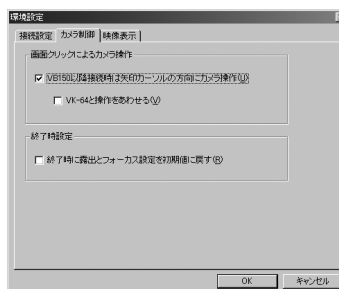 環境設定
接続設定 カメラ制御 映像表示
画面クリックによるカメラ操作
VB150以降接続時は矢印カーソルの方向にカメラ操作(U)
VK-64と操作をあわせる(V)
終了時設定
終了時に露出とフォーカス設定を初期値に戻す(R)
OK キャンセル